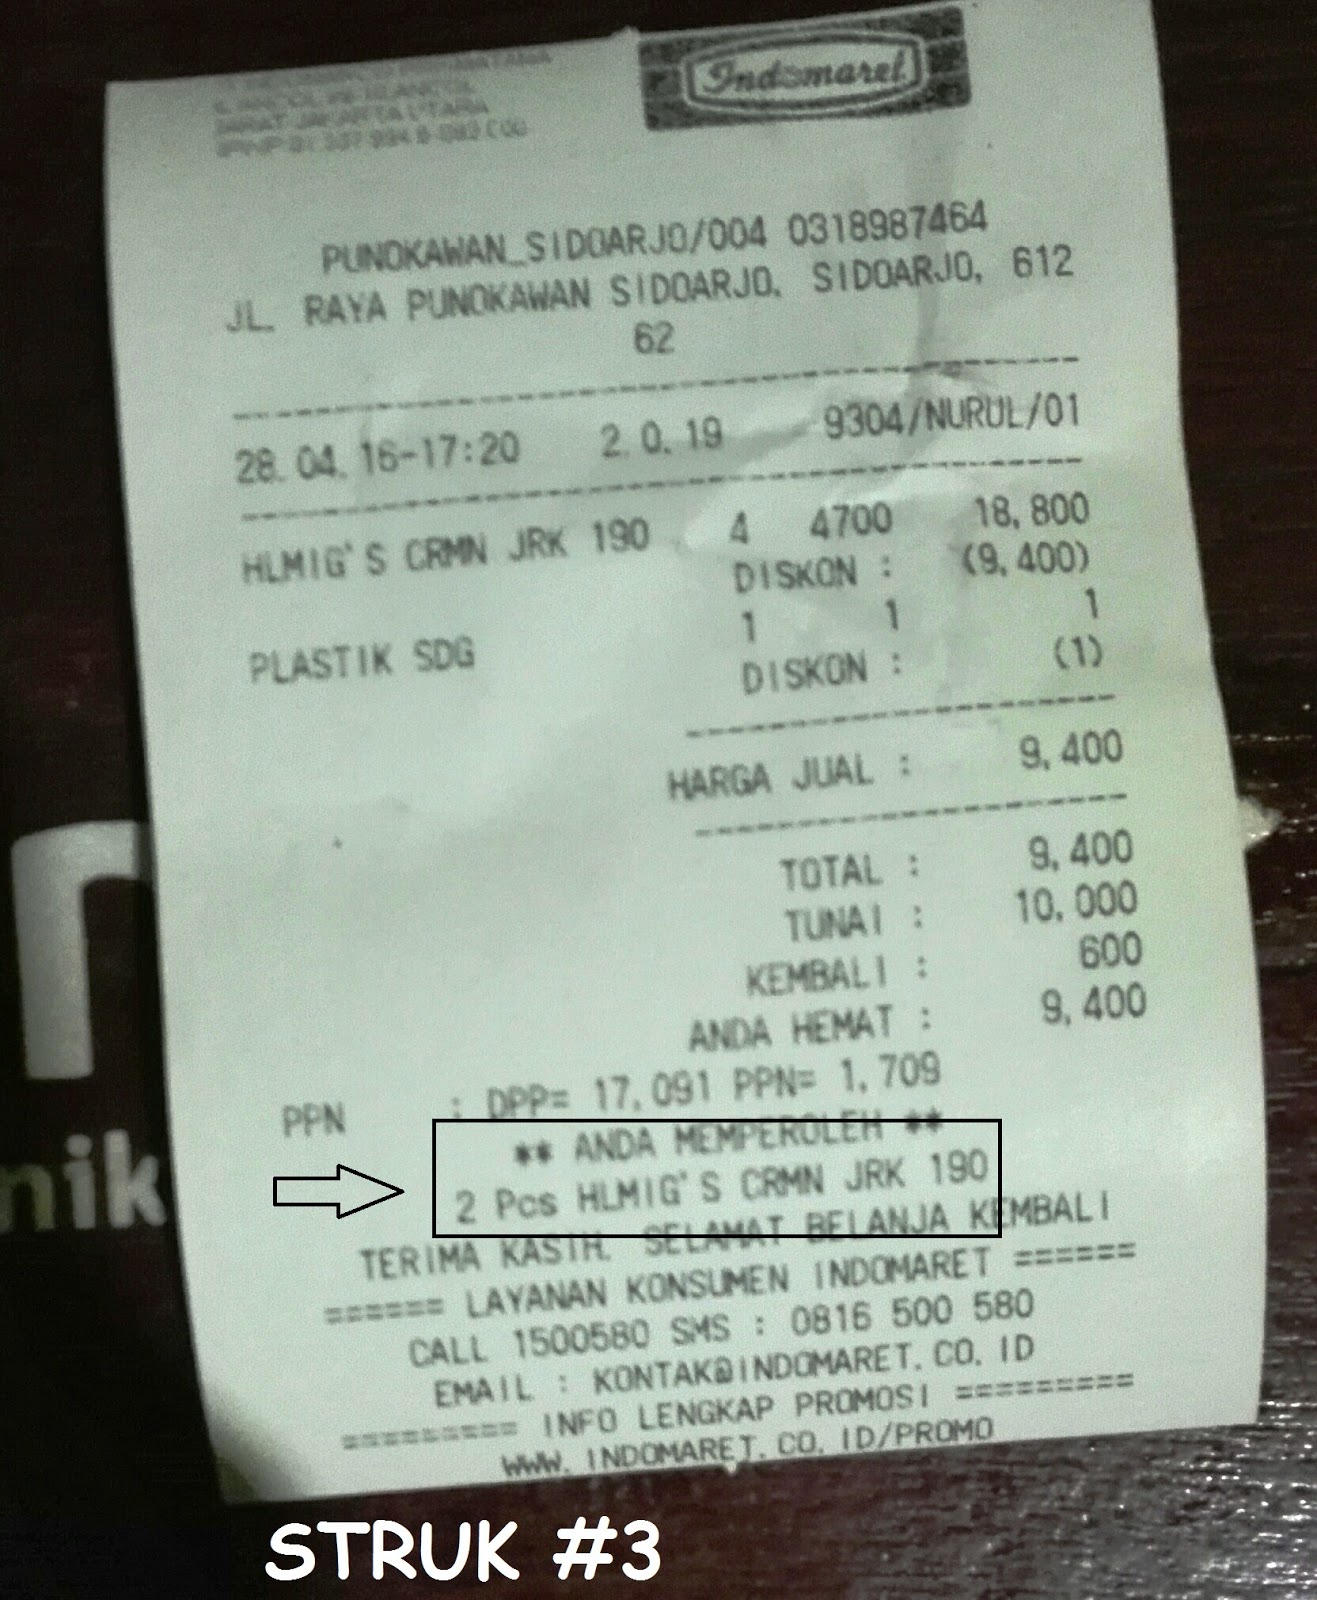 Indomaret
PUNOKAWAN_SIDOARJO/004 0318987464
JL. RAYA PUNOKAWAN SIDOARJO, SIDOARJO, 612
62
28.04.16-17:20 2.0.19 9304/NURUL/01
HLMIG'S CRMN JRK 190 4 4700 18,800
DISKON : (9,400)
PLASTIK SDG 1 1 1
DISKON : (1)
HARGA JUAL : 9,400
TOTAL : 9,400
TUNAI : 10,000
KEMBALI : 600
ANDA HEMAT : 9,400
PPN : DPP= 17,091 PPN= 1,709
** ANDA MEMPEROLEH **
2 Pcs HLMIG'S CRMN JRK 190
TERIMA KASIH. SELAMAT BELANJA KEMBALI
====== LAYANAN KONSUMEN INDOMARET ======
CALL 1500580 SMS : 0816 500 580
EMAIL : KONTAK@INDOMARET.CO.ID
========= INFO LENGKAP PROMOSI =========
WWW.INDOMARET.CO.ID/PROMO
nik
STRUK #3